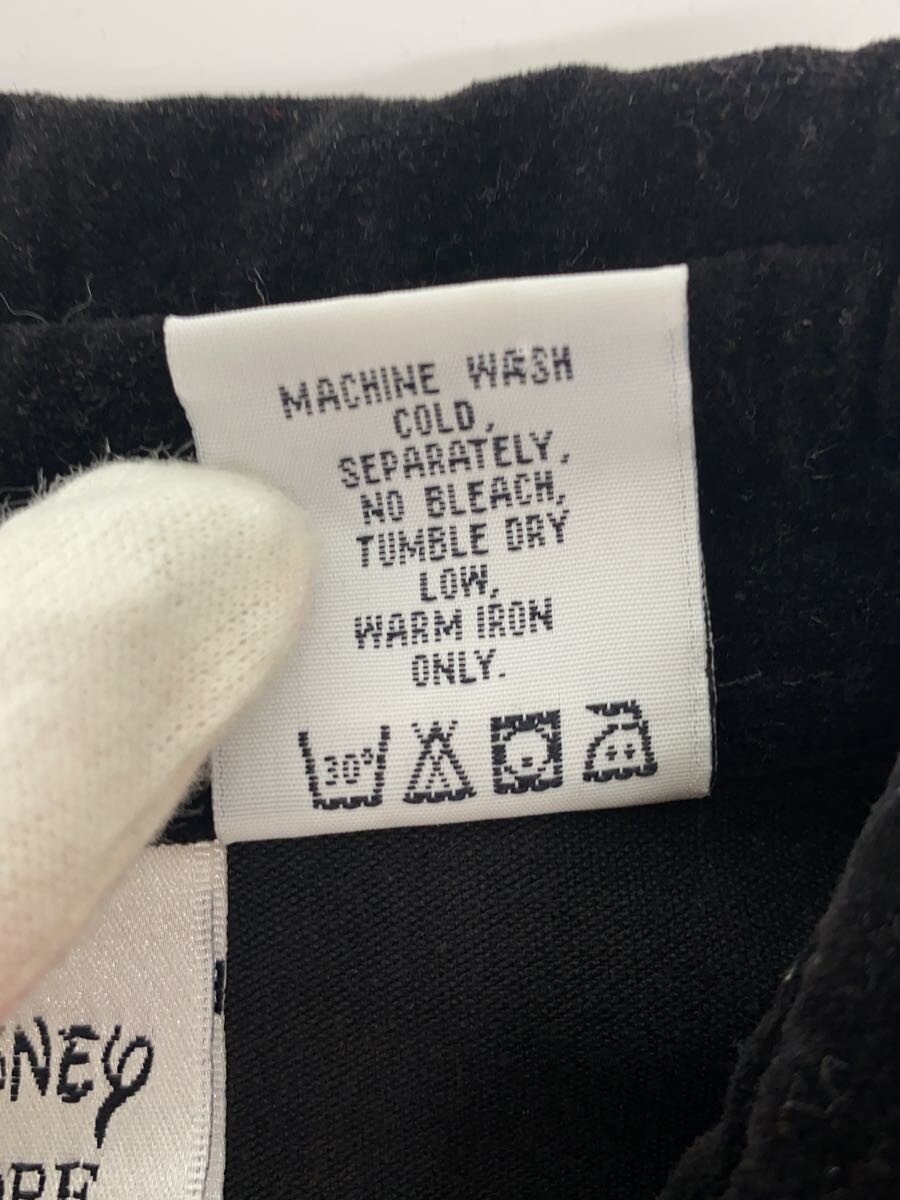 MACHINE WASH
COLD,
SEPARATELY,
NO BLEACH,
TUMBLE DRY
LOW,
WARM IRON
ONLY.
30°